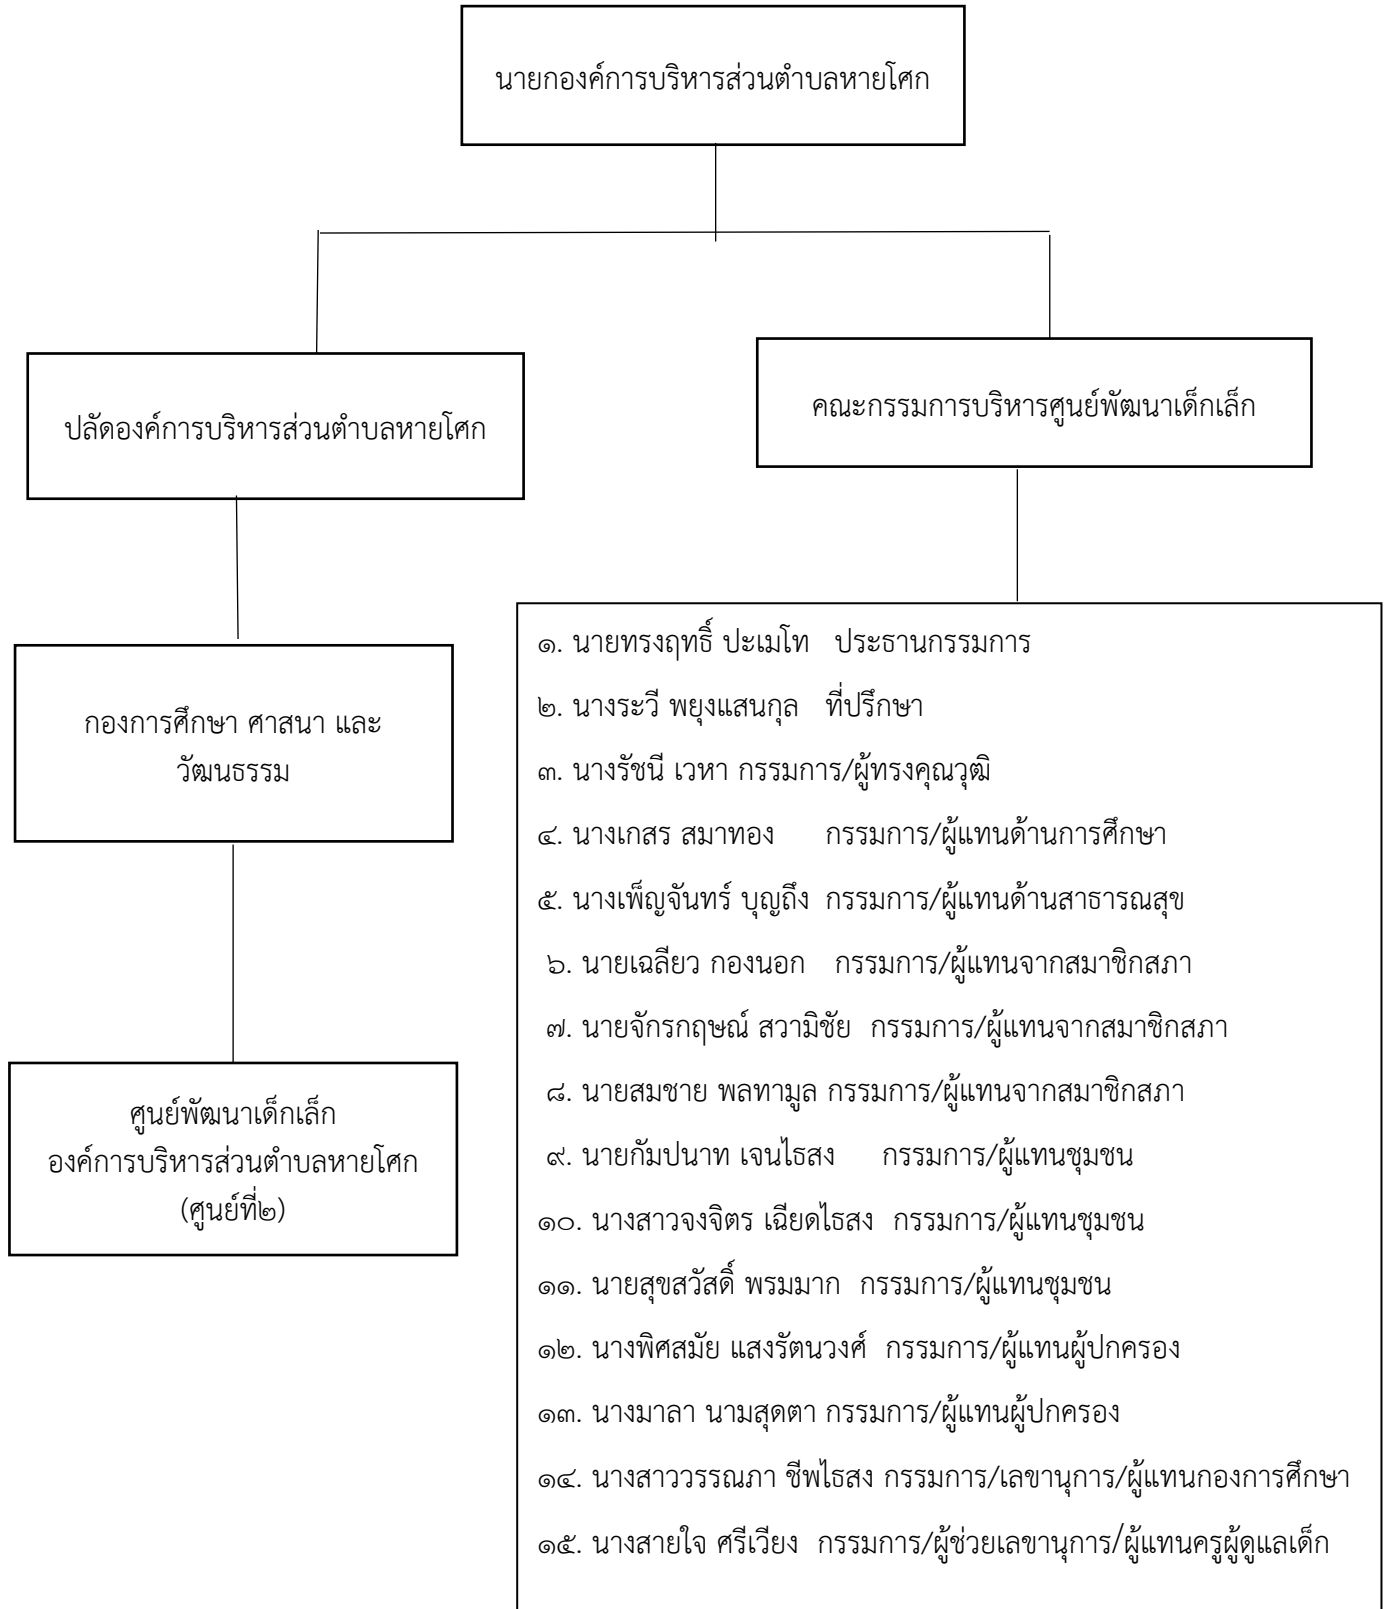 นายกองค์การบริหารส่วนตำบลหายโศก
ปลัดองค์การบริหารส่วนตำบลหายโศก
คณะกรรมการบริหารศูนย์พัฒนาเด็กเล็ก
กองการศึกษา ศาสนา และ
วัฒนธรรม
ศูนย์พัฒนาเด็กเล็ก
องค์การบริหารส่วนตำบลหายโศก
(ศูนย์ที่๒)
๑. นายทรงฤทธิ์ ปะเมโท ประธานกรรมการ
๒. นางระวี พยุงแสนกุล ที่ปรึกษา
๓. นางรัชนี เวหา กรรมการ/ผู้ทรงคุณวุฒิ
๔. นางเกสร สมาทอง กรรมการ/ผู้แทนด้านการศึกษา
๕. นางเพ็ญจันทร์ บุญถึง กรรมการ/ผู้แทนด้านสาธารณสุข
๖. นายเฉลียว กองนอก กรรมการ/ผู้แทนจากสมาชิกสภา
๗. นายจักรกฤษณ์ สวามิชัย กรรมการ/ผู้แทนจากสมาชิกสภา
๘. นายสมชาย พลทามูล กรรมการ/ผู้แทนจากสมาชิกสภา
๙. นายกัมปนาท เจนไธสง กรรมการ/ผู้แทนชุมชน
๑๐. นางสาวจงจิตร เฉียดไธสง กรรมการ/ผู้แทนชุมชน
๑๑. นายสุขสวัสดิ์ พรมมาก กรรมการ/ผู้แทนชุมชน
๑๒. นางพิศสมัย แสงรัตนวงศ์ กรรมการ/ผู้แทนผู้ปกครอง
๑๓. นางมาลา นามสุดตา กรรมการ/ผู้แทนผู้ปกครอง
๑๔. นางสาววรรณภา ชีพไธสง กรรมการ/เลขานุการ/ผู้แทนกองการศึกษา
๑๕. นางสายใจ ศรีเวียง กรรมการ/ผู้ช่วยเลขานุการ/ผู้แทนครูผู้ดูแลเด็ก